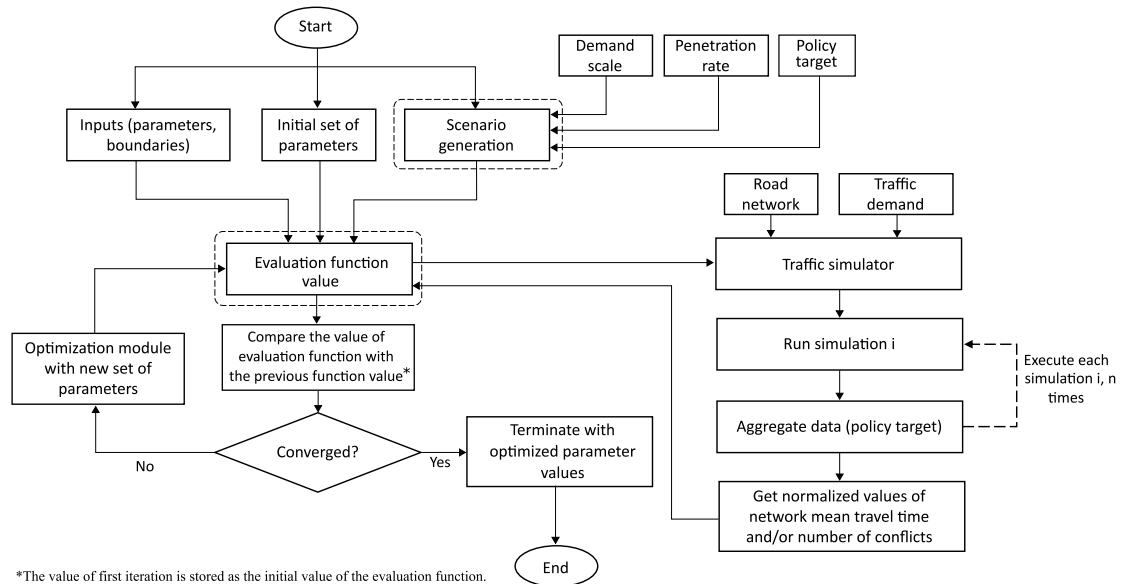 Start
Demand
scale
Penetration
rate
Policy
target
Inputs (parameters,
boundaries)
Initial set of
parameters
Scenario
generation
Road
network
Traffic
demand
Evaluation function
value
Traffic simulator
Compare the value of
evaluation function with
the previous function value*
Optimization module
with new set of
parameters
Run simulation i
Execute each
simulation i, n
times
Aggregate data (policy target)
Converged?
No
Yes
Terminate with
optimized parameter
values
Get normalized values of
network mean travel time
and/or number of conflicts
End
*The value of first iteration is stored as the initial value of the evaluation function.